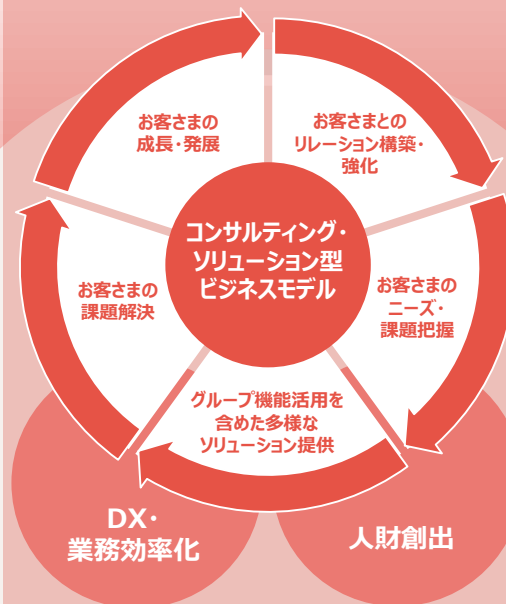 お客さまの
成長・発展
お客さまとの
リレーション構築・
強化
コンサルティング・
ソリューション型
ビジネスモデル
お客さまの
課題解決
お客さまの
ニーズ・
課題把握
グループ機能活用を
含めた多様な
ソリューション提供
DX・
業務効率化
人財創出